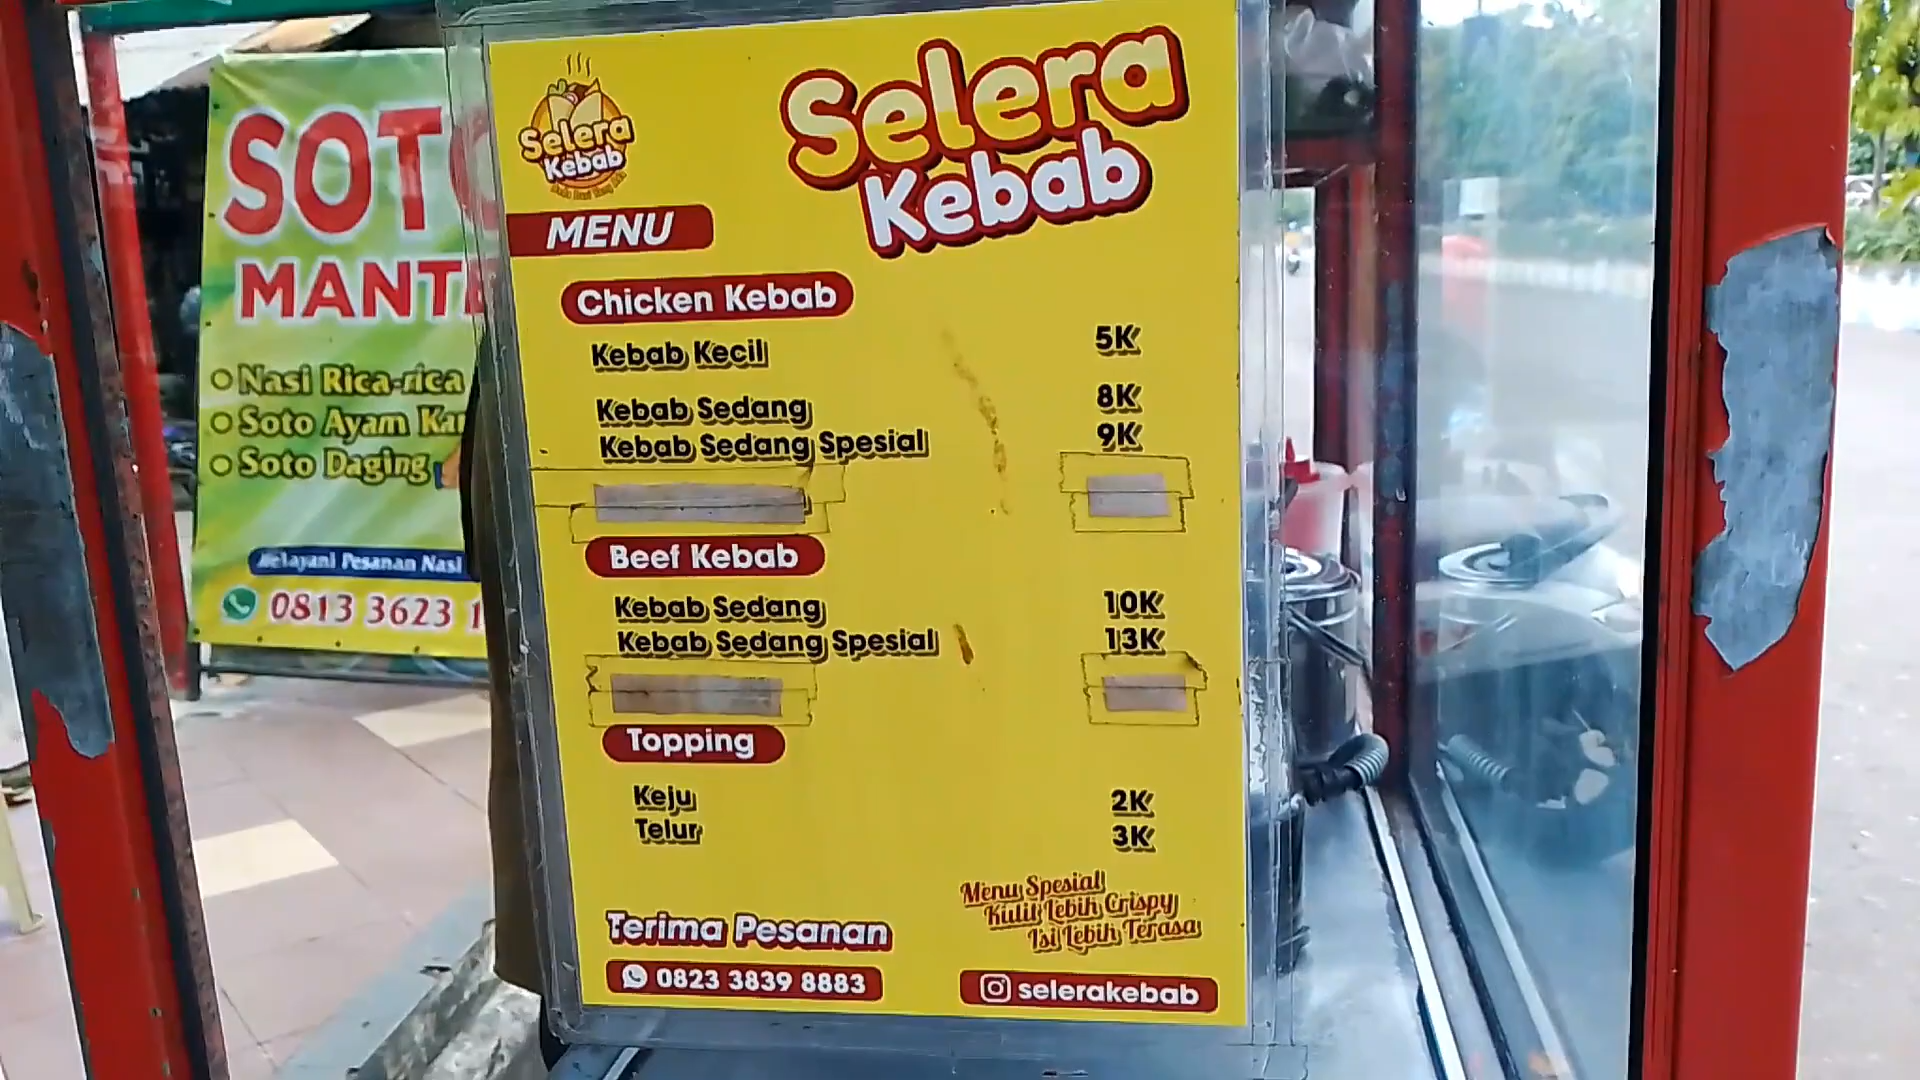 SOTO
MANT
Nasi Rica-rica
Soto Ayam
Soto Daging
Melayani Pesanan Nasi
0813 3623
Selera
Kebab
Selera
Kebab
MENU
Chicken Kebab
Kebab Kecil 5K
Kebab Sedang 8K
Kebab Sedang Spesial 9K
Beef Kebab
Kebab Sedang 10K
Kebab Sedang Spesial 13K
Topping
Keju 2K
Telur 3K
Menu Spesial
Kulit Lebih Crispy
Isi Lebih Terasa
Terima Pesanan
0823 3839 8883
selerakebab